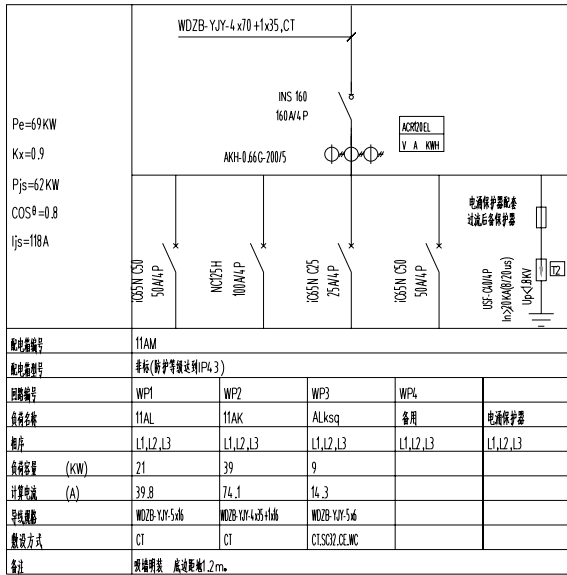 WDZB-YJY-4x70+1x35,CT
INS 160
160A/4P
Pe=69KW
Kx=0.9
Pjs=62KW
COSθ=0.8
Ijs=118A
AKH-0.66G-200/5
ACR120EL
V A KWH
iC65N C50
50A/4P
NC125H
100A/4P
iC65N C25
25A/4P
iC65N C50
50A/4P
电涌保护器配套
过流后备保护器
USF-C40/4P
In≥20KA(8/20us)
Up<1.8KV
T2
配电箱编号 11AM
配电箱型号 非标(防护等级达到IP43)
回路编号 WP1 WP2 WP3 WP4
负荷名称 11AL 11AK ALksq 备用 电涌保护器
相序 L1,L2,L3 L1,L2,L3 L1,L2,L3 L1,L2,L3 L1,L2,L3
负荷容量 (KW) 21 39 9
计算电流 (A) 39.8 74.1 14.3
导线规格 WDZB-YJY-5x16 WDZB-YJY-4x35+1x16 WDZB-YJY-5x6
敷设方式 CT CT CT.SC32.CE.WC
备注 嵌墙明装 底边距地1.2m。